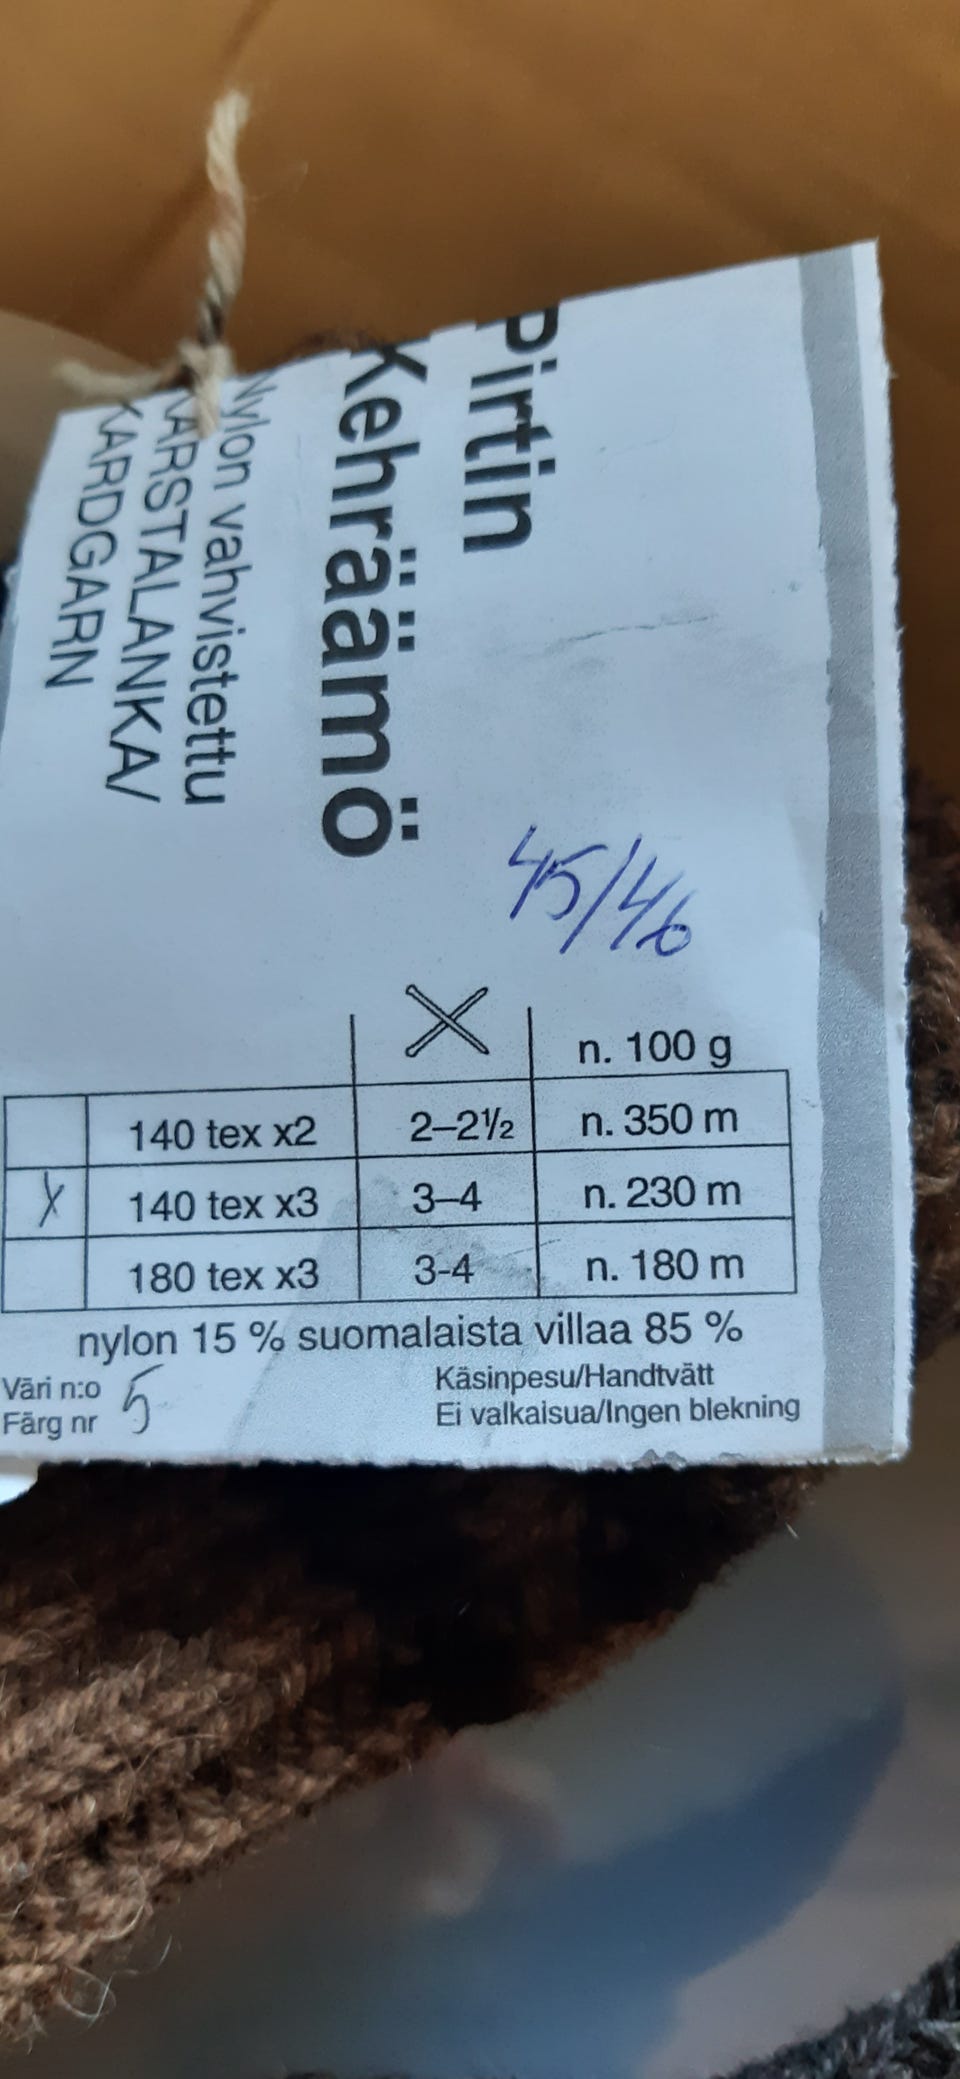 Pirtin
Kehräämö
Nylon vahvistettu
KARSTALANKA/
KARDGARN
45/46
n. 100 g
140 tex x2 2–2½ n. 350 m
X 140 tex x3 3–4 n. 230 m
180 tex x3 3-4 n. 180 m
nylon 15 % suomalaista villaa 85 %
Väri n:o 5
Färg nr
Käsinpesu/Handtvätt
Ei valkaisua/Ingen blekning